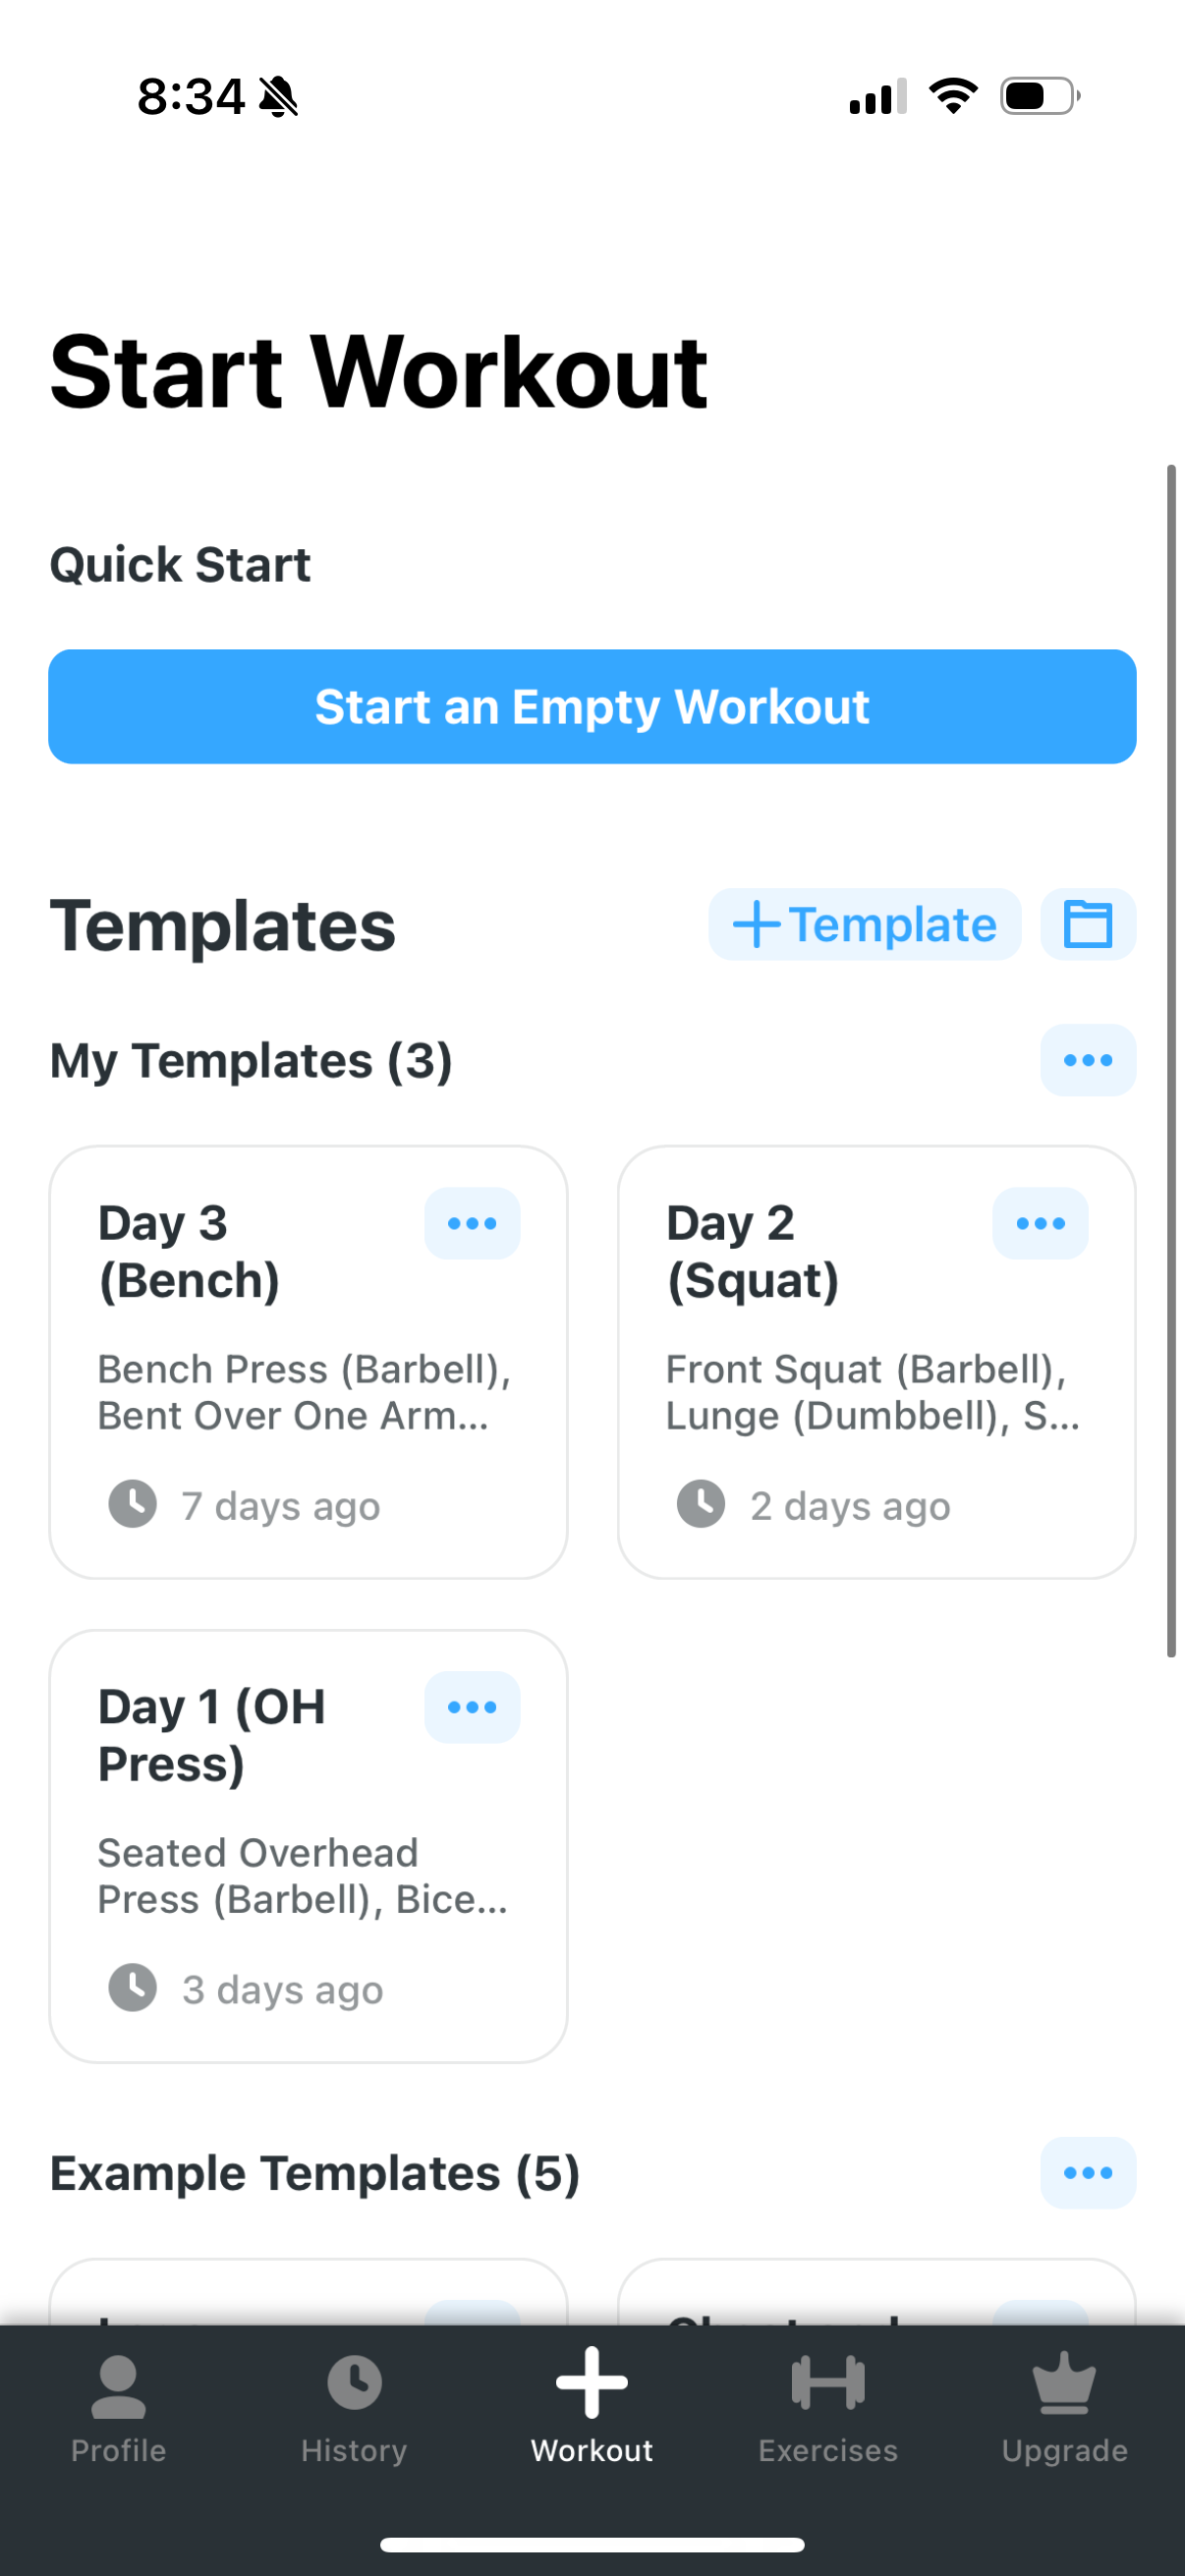 8:34
Start Workout
Quick Start
Start an Empty Workout
Templates
Template
My Templates (3)
Day 3
(Bench)
Bench Press (Barbell),
Bent Over One Arm...
7 days ago
Day 2
(Squat)
Front Squat (Barbell),
Lunge (Dumbbell), S...
2 days ago
Day 1 (OH
Press)
Seated Overhead
Press (Barbell), Bice...
3 days ago
Example Templates (5)
Profile
History
Workout
Exercises
Upgrade